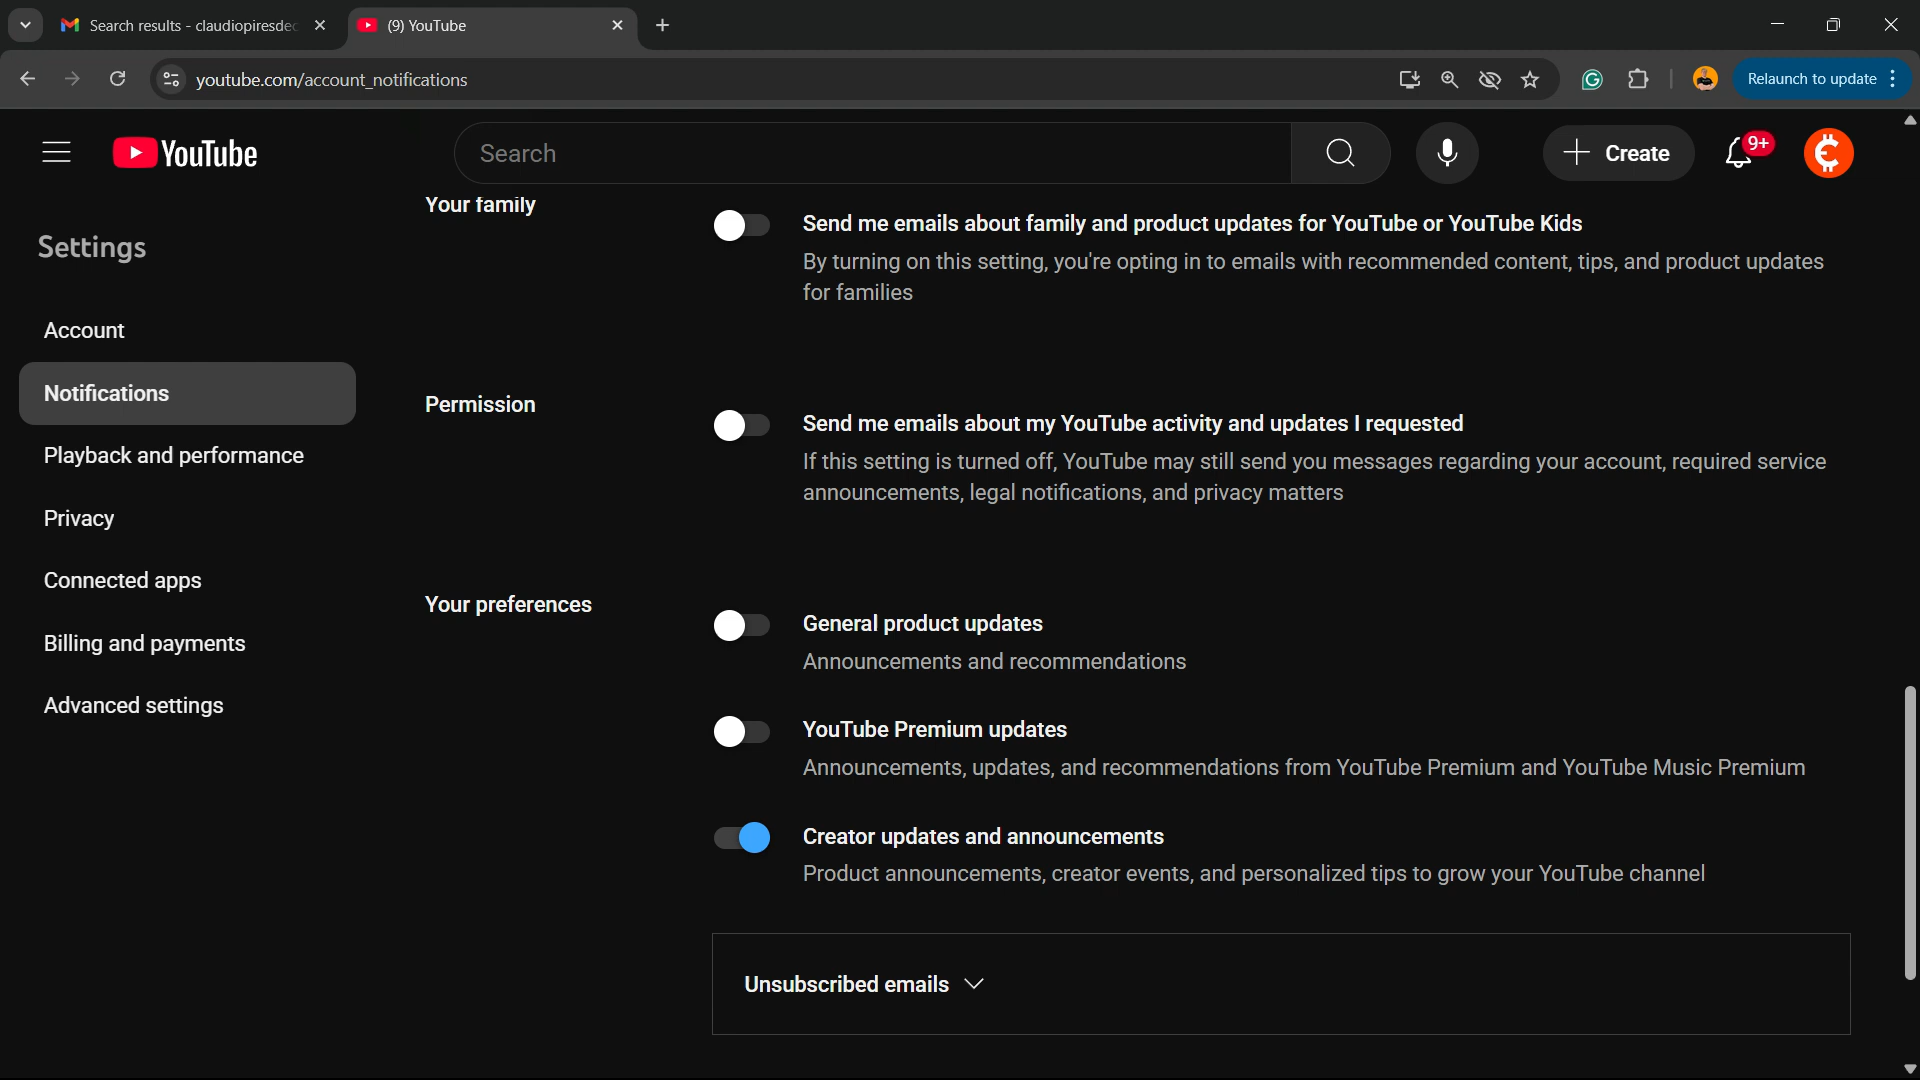 Search results - claudiopiresdec
(9) YouTube
youtube.com/account_notifications
Relaunch to update
YouTube
Search
Create
9+
Settings
Account
Notifications
Playback and performance
Privacy
Connected apps
Billing and payments
Advanced settings
Your family
Send me emails about family and product updates for YouTube or YouTube Kids
By turning on this setting, you're opting in to emails with recommended content, tips, and product updates
for families
Permission
Send me emails about my YouTube activity and updates I requested
If this setting is turned off, YouTube may still send you messages regarding your account, required service
announcements, legal notifications, and privacy matters
Your preferences
General product updates
Announcements and recommendations
YouTube Premium updates
Announcements, updates, and recommendations from YouTube Premium and YouTube Music Premium
Creator updates and announcements
Product announcements, creator events, and personalized tips to grow your YouTube channel
Unsubscribed emails